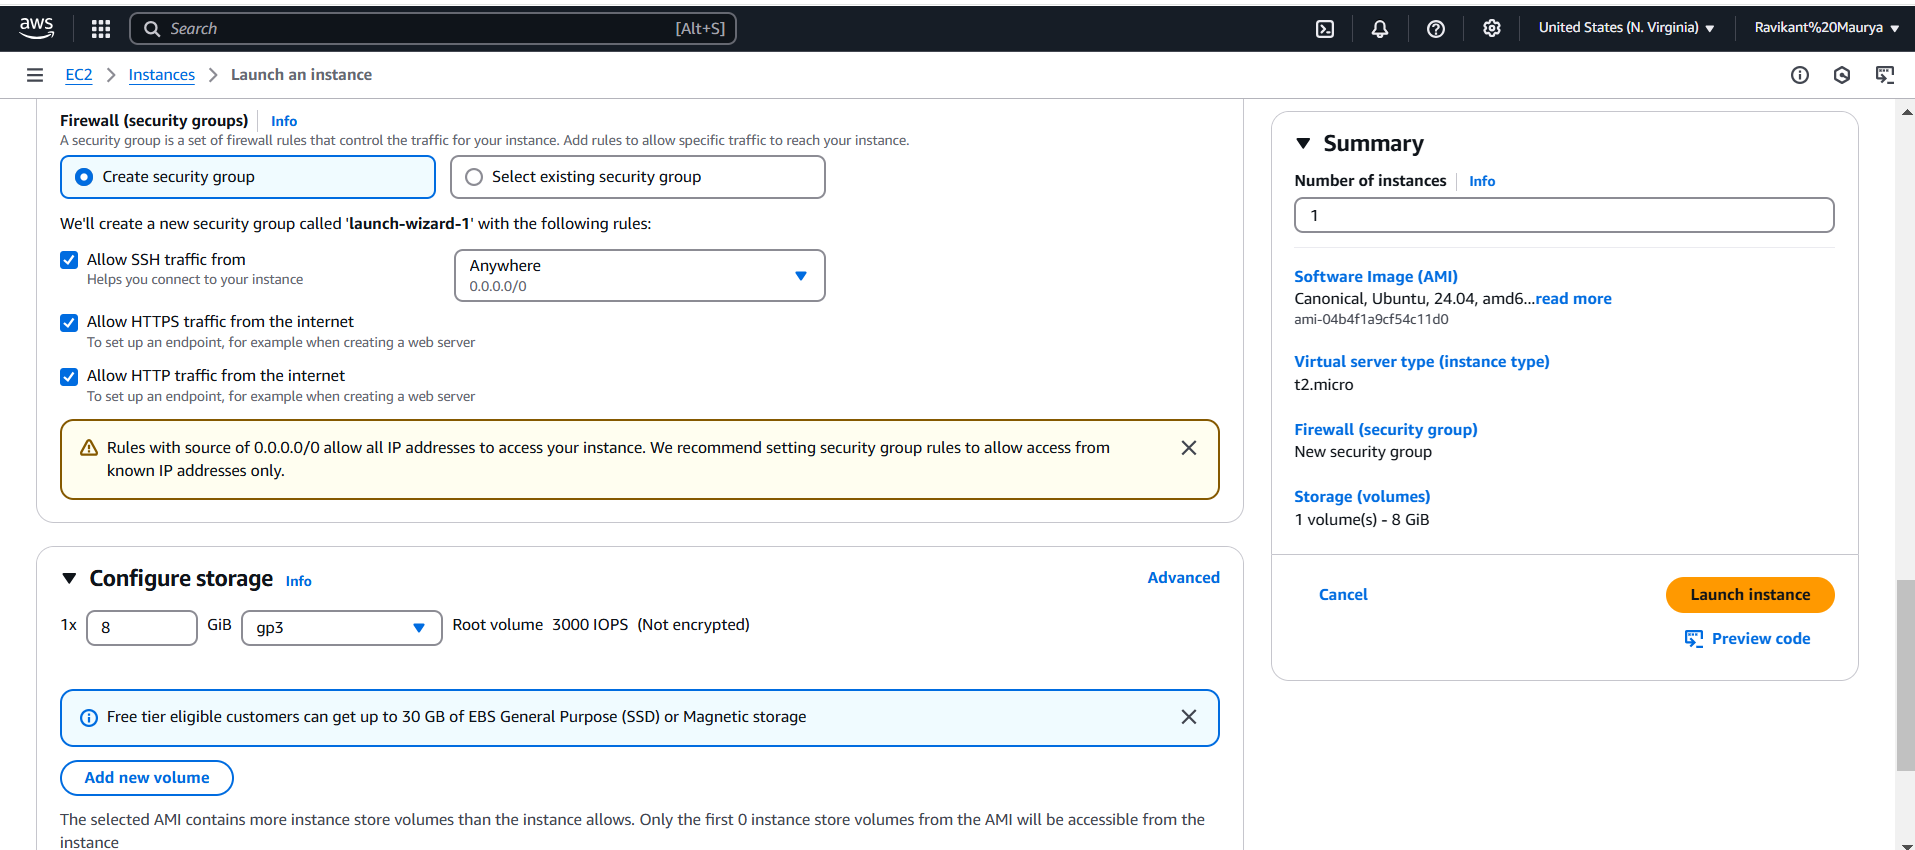 aws
Search [Alt+S]
United States (N. Virginia)
Ravikant%20Maurya
EC2 Instances Launch an instance
Firewall (security groups) Info
A security group is a set of firewall rules that control the traffic for your instance. Add rules to allow specific traffic to reach your instance.
Create security group
Select existing security group
We'll create a new security group called 'launch-wizard-1' with the following rules:
Allow SSH traffic from
Helps you connect to your instance
Anywhere
0.0.0.0/0
Allow HTTPS traffic from the internet
To set up an endpoint, for example when creating a web server
Allow HTTP traffic from the internet
To set up an endpoint, for example when creating a web server
Rules with source of 0.0.0.0/0 allow all IP addresses to access your instance. We recommend setting security group rules to allow access from
known IP addresses only.
Configure storage Info
Advanced
1x 8 GiB gp3 Root volume 3000 IOPS (Not encrypted)
Free tier eligible customers can get up to 30 GB of EBS General Purpose (SSD) or Magnetic storage
Add new volume
The selected AMI contains more instance store volumes than the instance allows. Only the first 0 instance store volumes from the AMI will be accessible from the
instance
Summary
Number of instances Info
1
Software Image (AMI)
Canonical, Ubuntu, 24.04, amd6...read more
ami-04b4f1a9cf54c11d0
Virtual server type (instance type)
t2.micro
Firewall (security group)
New security group
Storage (volumes)
1 volume(s) - 8 GiB
Cancel
Launch instance
Preview code